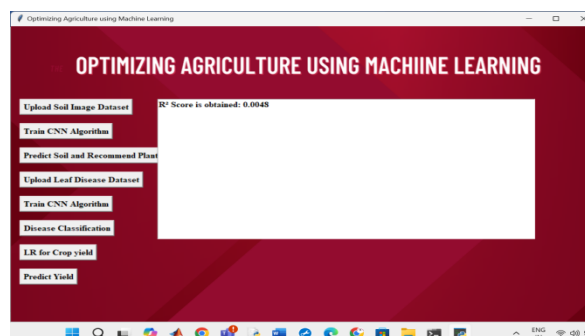 Optimizing Agriculture using Machine Learning
OPTIMIZING AGRICULTURE USING MACHIINE LEARNING
Upload Soil Image Dataset
R² Score is obtained: 0.0048
Train CNN Algorithm
Predict Soil and Recommend Plant
Upload Leaf Disease Dataset
Train CNN Algorithm
Disease Classification
LR for Crop yield
Predict Yield
ENG